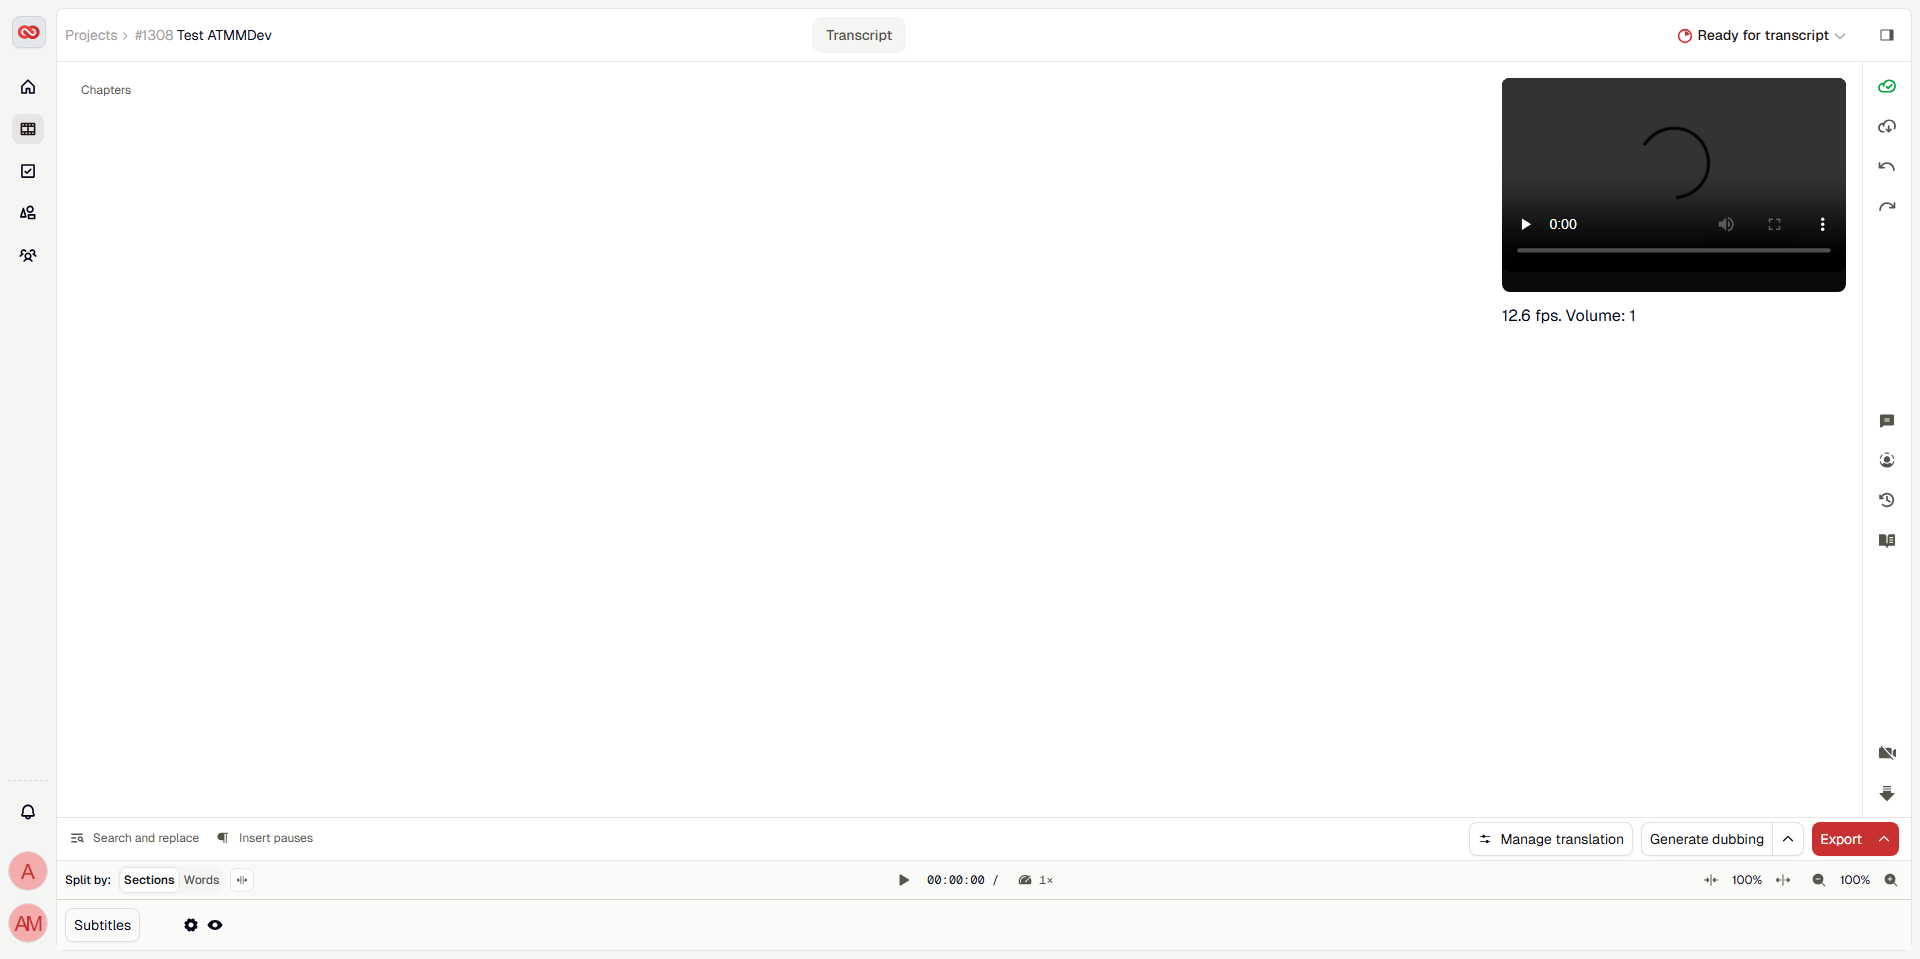 Projects > #1308 Test ATMMDev
Transcript
Ready for transcript
Chapters
0:00
12.6 fps. Volume: 1
Search and replace
Insert pauses
Manage translation
Generate dubbing
Export
A
Split by: Sections Words
00:00:00 /
1×
100%
100%
AM
Subtitles